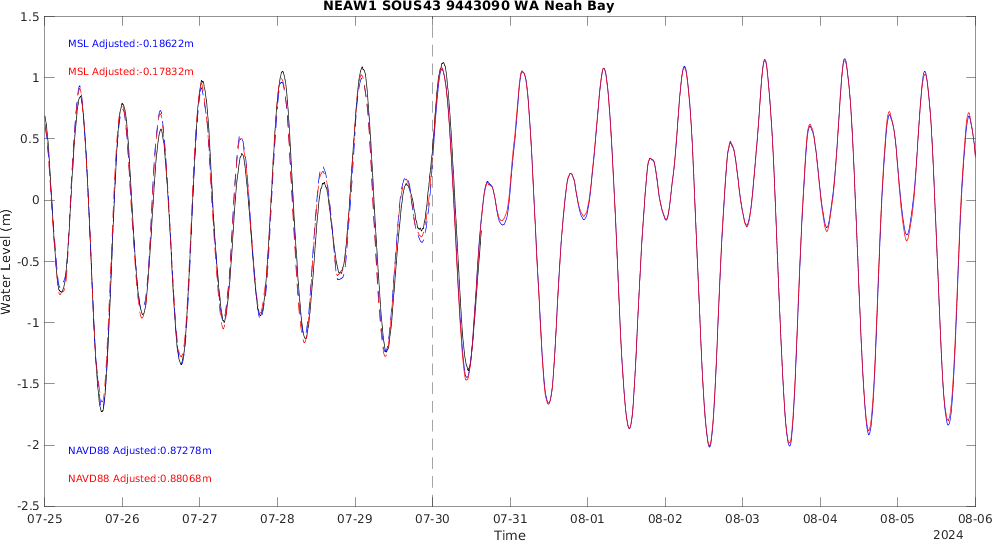 NEAW1 SOUS43 9443090 WA Neah Bay
1.5
MSL Adjusted:-0.18622m
MSL Adjusted:-0.17832m
1
0.5
0
-0.5
-1
-1.5
-2
-2.5
Water Level (m)
NAVD88 Adjusted:0.87278m
NAVD88 Adjusted:0.88068m
07-25 07-26 07-27 07-28 07-29 07-30 07-31 08-01 08-02 08-03 08-04 08-05 08-06
Time
2024